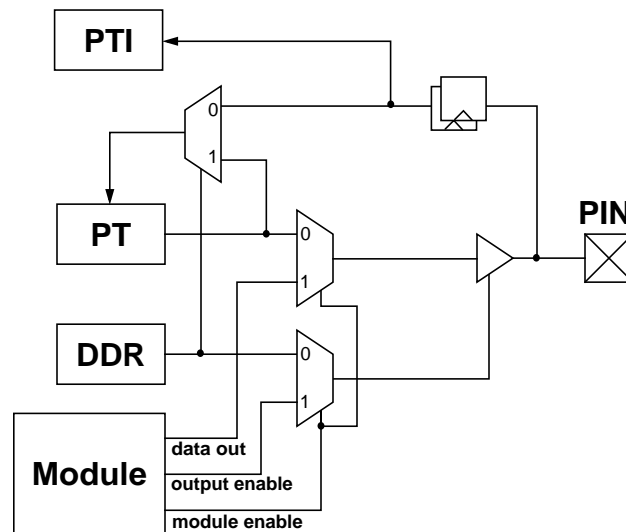 PTI
0
1
PIN
PT
0
1
DDR
0
1
Module
data out
output enable
module enable